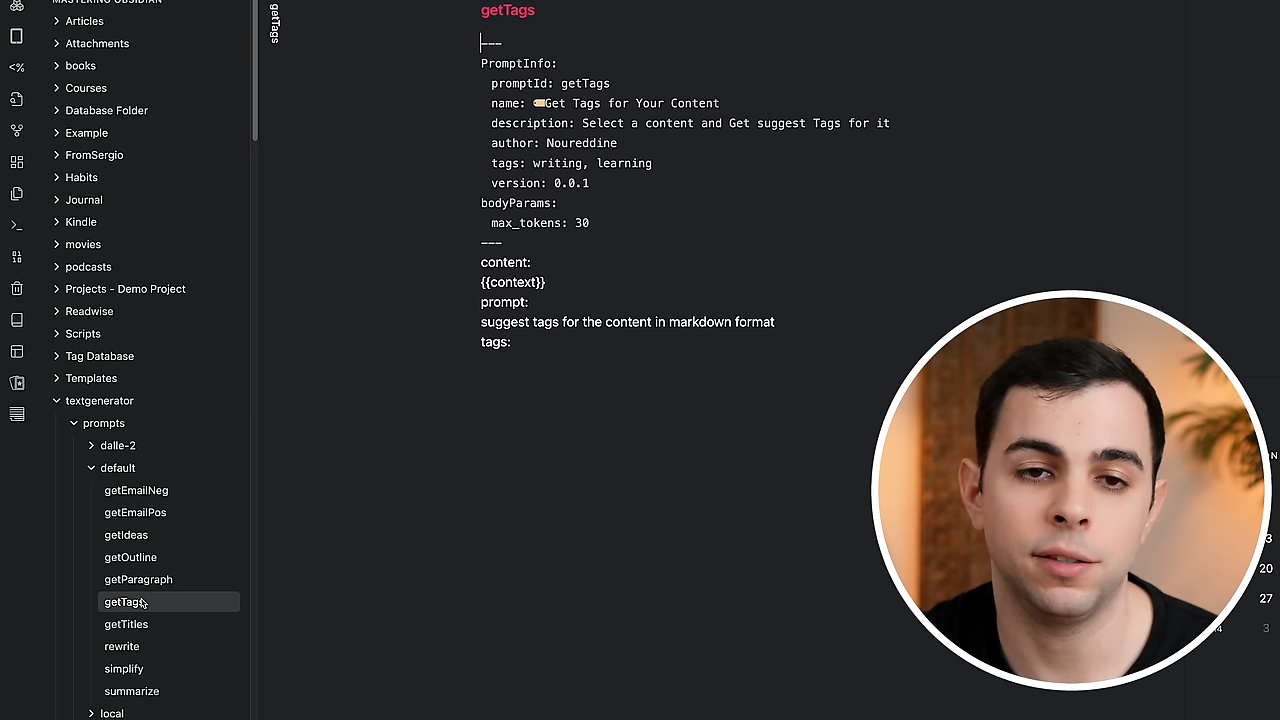 MASTERING OBSIDIAN
Articles
Attachments
books
Courses
Database Folder
Example
FromSergio
Habits
Journal
Kindle
movies
podcasts
Projects - Demo Project
Readwise
Scripts
Tag Database
Templates
textgenerator
prompts
dalle-2
default
getEmailNeg
getEmailPos
getIdeas
getOutline
getParagraph
getTags
getTitles
rewrite
simplify
summarize
local
getTags
getTags
---
PromptInfo:
promptId: getTags
name: 🏷️Get Tags for Your Content
description: Select a content and Get suggest Tags for it
author: Noureddine
tags: writing, learning
version: 0.0.1
bodyParams:
max_tokens: 30
---
content:
{{context}}
prompt:
suggest tags for the content in markdown format
tags:
20
27
3